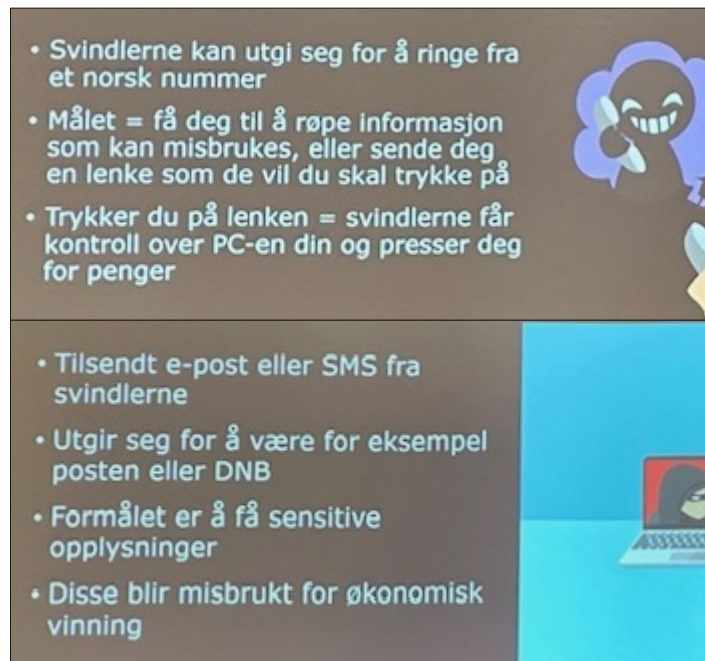 • Svindlerne kan utgi seg for å ringe fra
et norsk nummer
• Målet = få deg til å røpe informasjon
som kan misbrukes, eller sende deg
en lenke som de vil du skal trykke på
• Trykker du på lenken = svindlerne får
kontroll over PC-en din og presser deg
for penger
• Tilsendt e-post eller SMS fra
svindlerne
• Utgir seg for å være for eksempel
posten eller DNB
• Formålet er å få sensitive
opplysninger
• Disse blir misbrukt for økonomisk
vinning